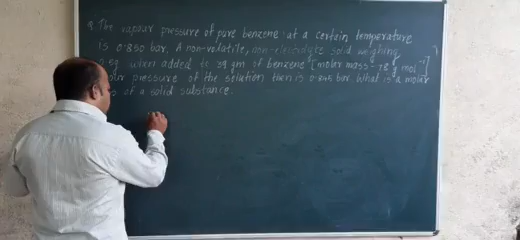 Q. The vapour pressure of pure benzene at a certain temperature
is 0.850 bar. A non-volatile, non-electrolyte solid weighing
when added to 39 gm of benzene [molar mass - 78 g mol⁻¹]
pressure of the solution then is 0.845 bar. What is a molar
of a solid substance.